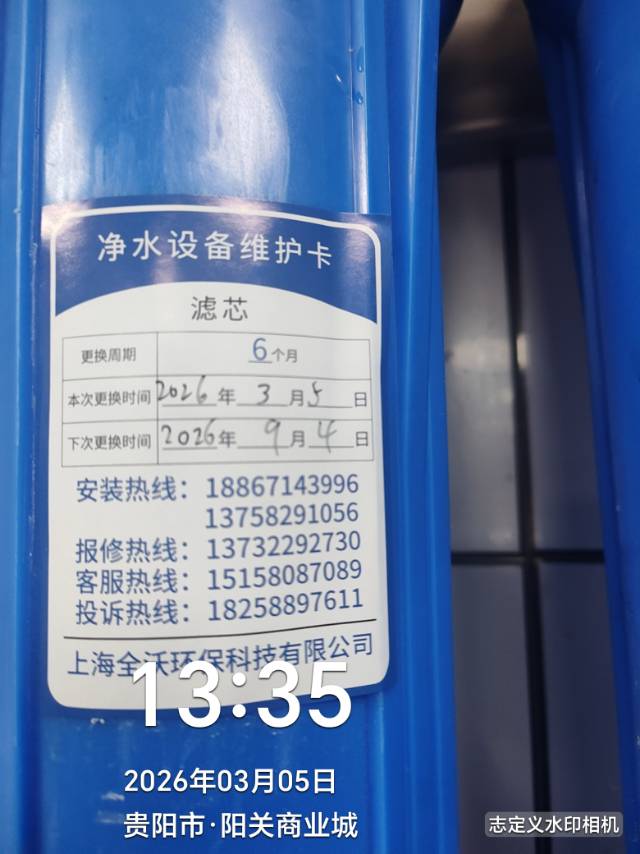 净水设备维护卡
滤芯
更换周期 6个月
本次更换时间 2026年 3月5日
下次更换时间 2026年 9月4日
安装热线：18867143996
13758291056
报修热线：13732292730
客服热线：15158087089
投诉热线：18258897611
上海全沃环保科技有限公司
13:35
2026年03月05日
贵阳市·阳关商业城
志定义水印相机